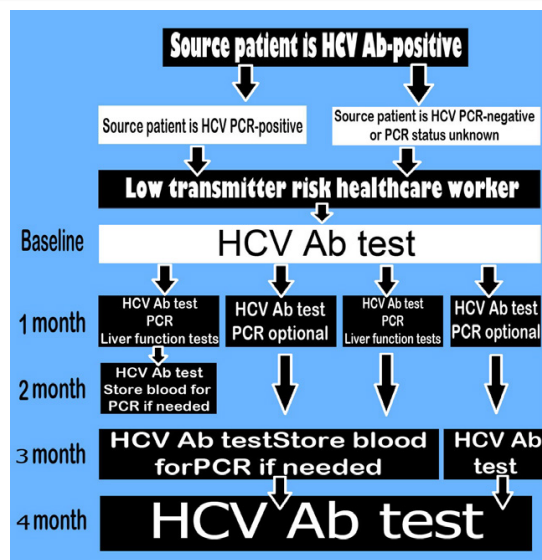 Source patient is HCV Ab-positive
Source patient is HCV PCR-positive
Source patient is HCV PCR-negative
or PCR status unknown
Low transmitter risk healthcare worker
Baseline
HCV Ab test
1 month
HCV Ab test
PCR
Liver function tests
HCV Ab test
PCR optional
HCV Ab test
PCR
Liver function tests
HCV Ab test
PCR optional
2 month
HCV Ab test
Store blood for
PCR if needed
3 month
HCV Ab testStore blood
forPCR if needed
HCV Ab
test
4 month
HCV Ab test